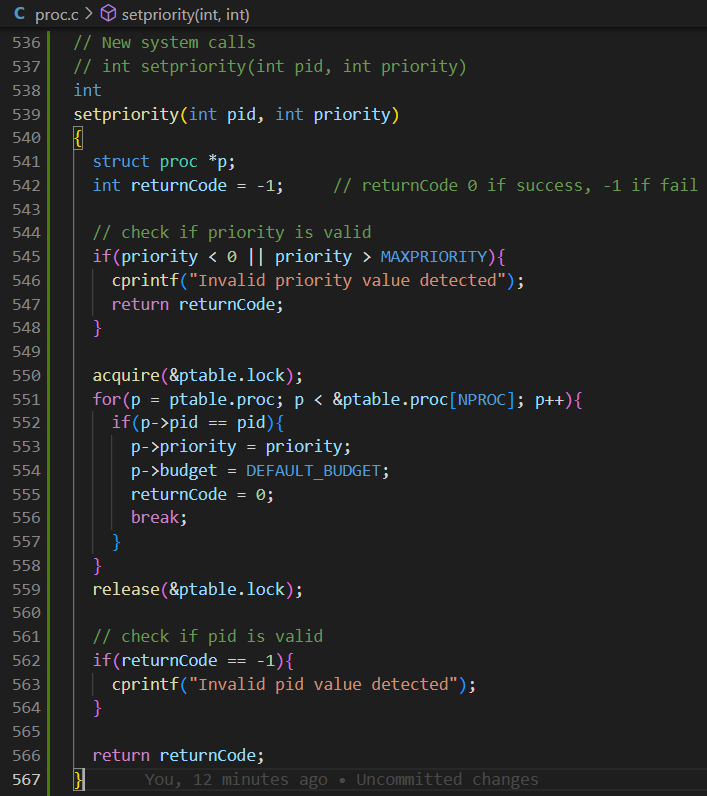 C proc.c > setpriority(int, int)
536 // New system calls
537 // int setpriority(int pid, int priority)
538 int
539 setpriority(int pid, int priority)
540 {
541   struct proc *p;
542   int returnCode = -1;     // returnCode 0 if success, -1 if fail
543
544   // check if priority is valid
545   if(priority < 0 || priority > MAXPRIORITY){
546     cprintf("Invalid priority value detected");
547     return returnCode;
548   }
549
550   acquire(&ptable.lock);
551   for(p = ptable.proc; p < &ptable.proc[NPROC]; p++){
552     if(p->pid == pid){
553       p->priority = priority;
554       p->budget = DEFAULT_BUDGET;
555       returnCode = 0;
556       break;
557     }
558   }
559   release(&ptable.lock);
560
561   // check if pid is valid
562   if(returnCode == -1){
563     cprintf("Invalid pid value detected");
564   }
565
566   return returnCode;
567 }      You, 12 minutes ago • Uncommitted changes